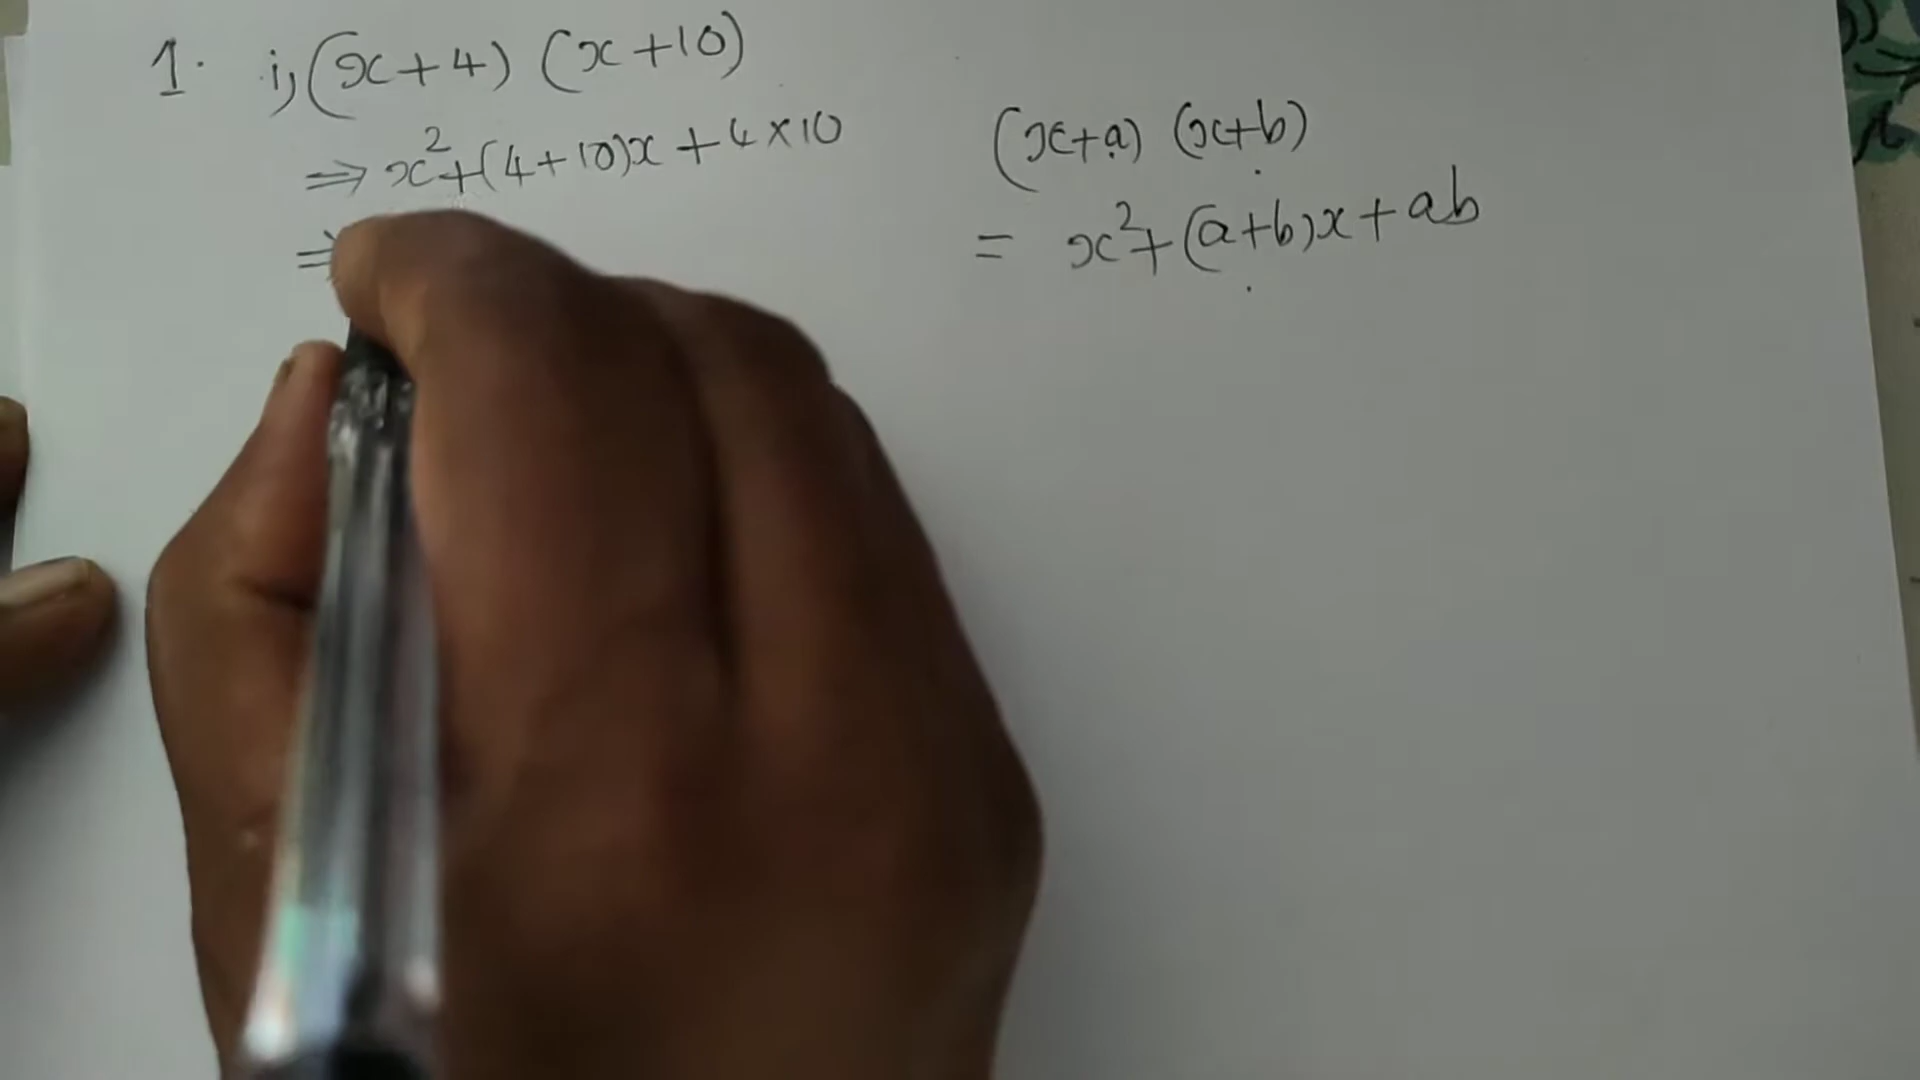 1. i, (x+4) (x+10)
⇒ x²+(4+10)x + 4×10
⇒
(x+a) (x+b)
= x²+(a+b)x+ab